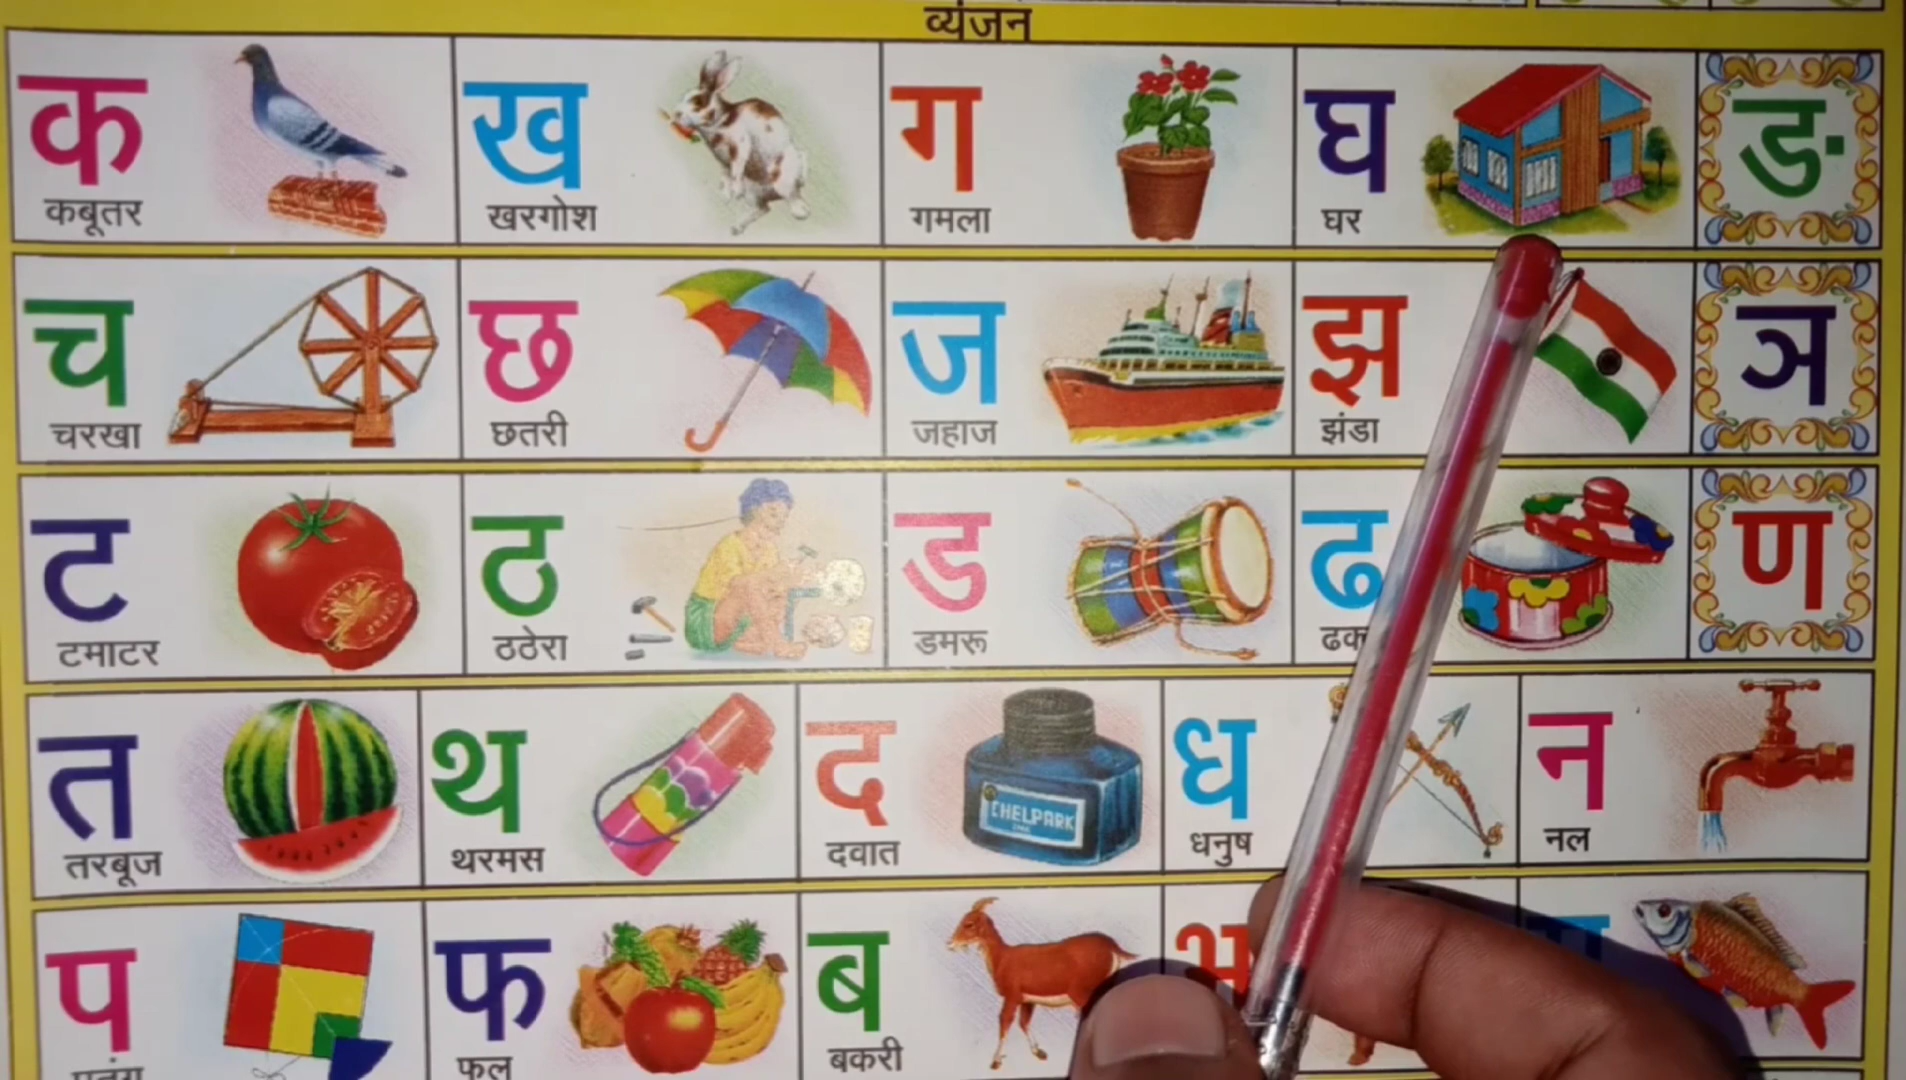 व्यंजन
क ख ग घ ङ
कबूतर खरगोश गमला घर
च छ ज झ ञ
चरखा छतरी जहाज झंडा
ट ठ ड ढ ण
टमाटर ठठेरा डमरू
त थ द ध न
CHELPARK
तरबूज थरमस दवात धनुष नल
प फ ब भ
फल बकरी